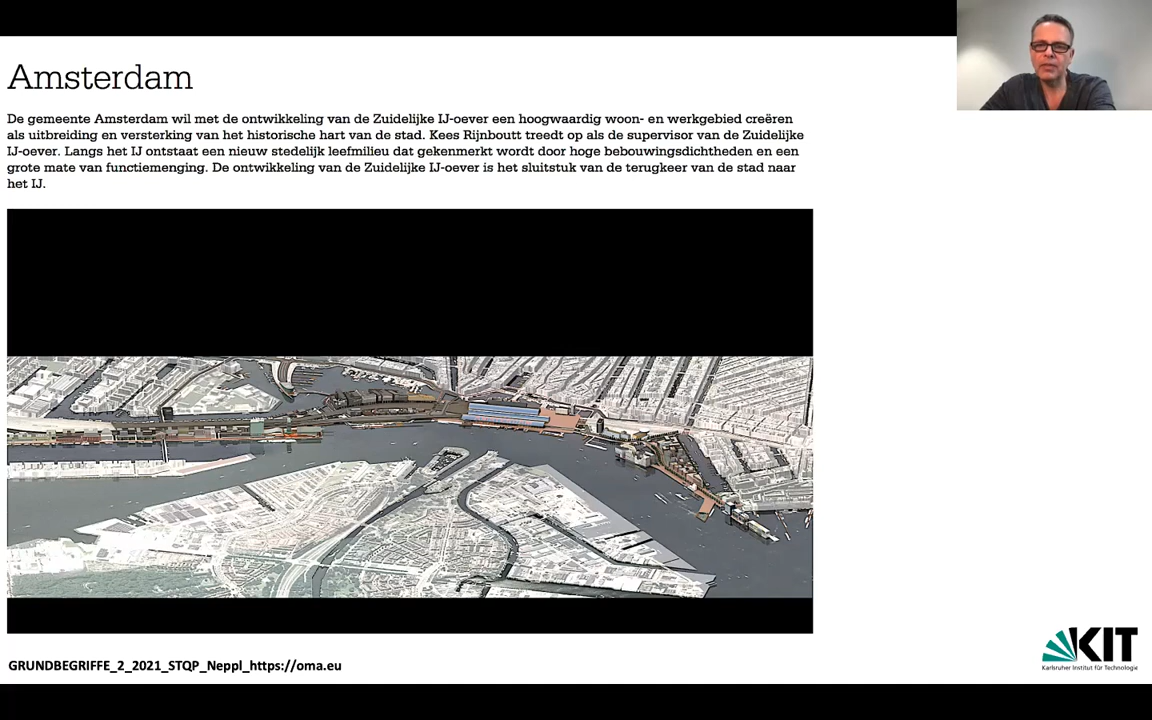 Amsterdam
De gemeente Amsterdam wil met de ontwikkeling van de Zuidelijke IJ-oever een hoogwaardig woon- en werkgebied creëren
als uitbreiding en versterking van het historische hart van de stad. Kees Rijnboutt treedt op als de supervisor van de Zuidelijke
IJ-oever. Langs het IJ ontstaat een nieuw stedelijk leefmilieu dat gekenmerkt wordt door hoge bebouwingsdichtheden en een
grote mate van functiemenging. De ontwikkeling van de Zuidelijke IJ-oever is het sluitstuk van de terugkeer van de stad naar
het IJ.
GRUNDBEGRIFFE_2_2021_STQP_Neppl_https://oma.eu
KIT
Karlsruher Institut für Technologie